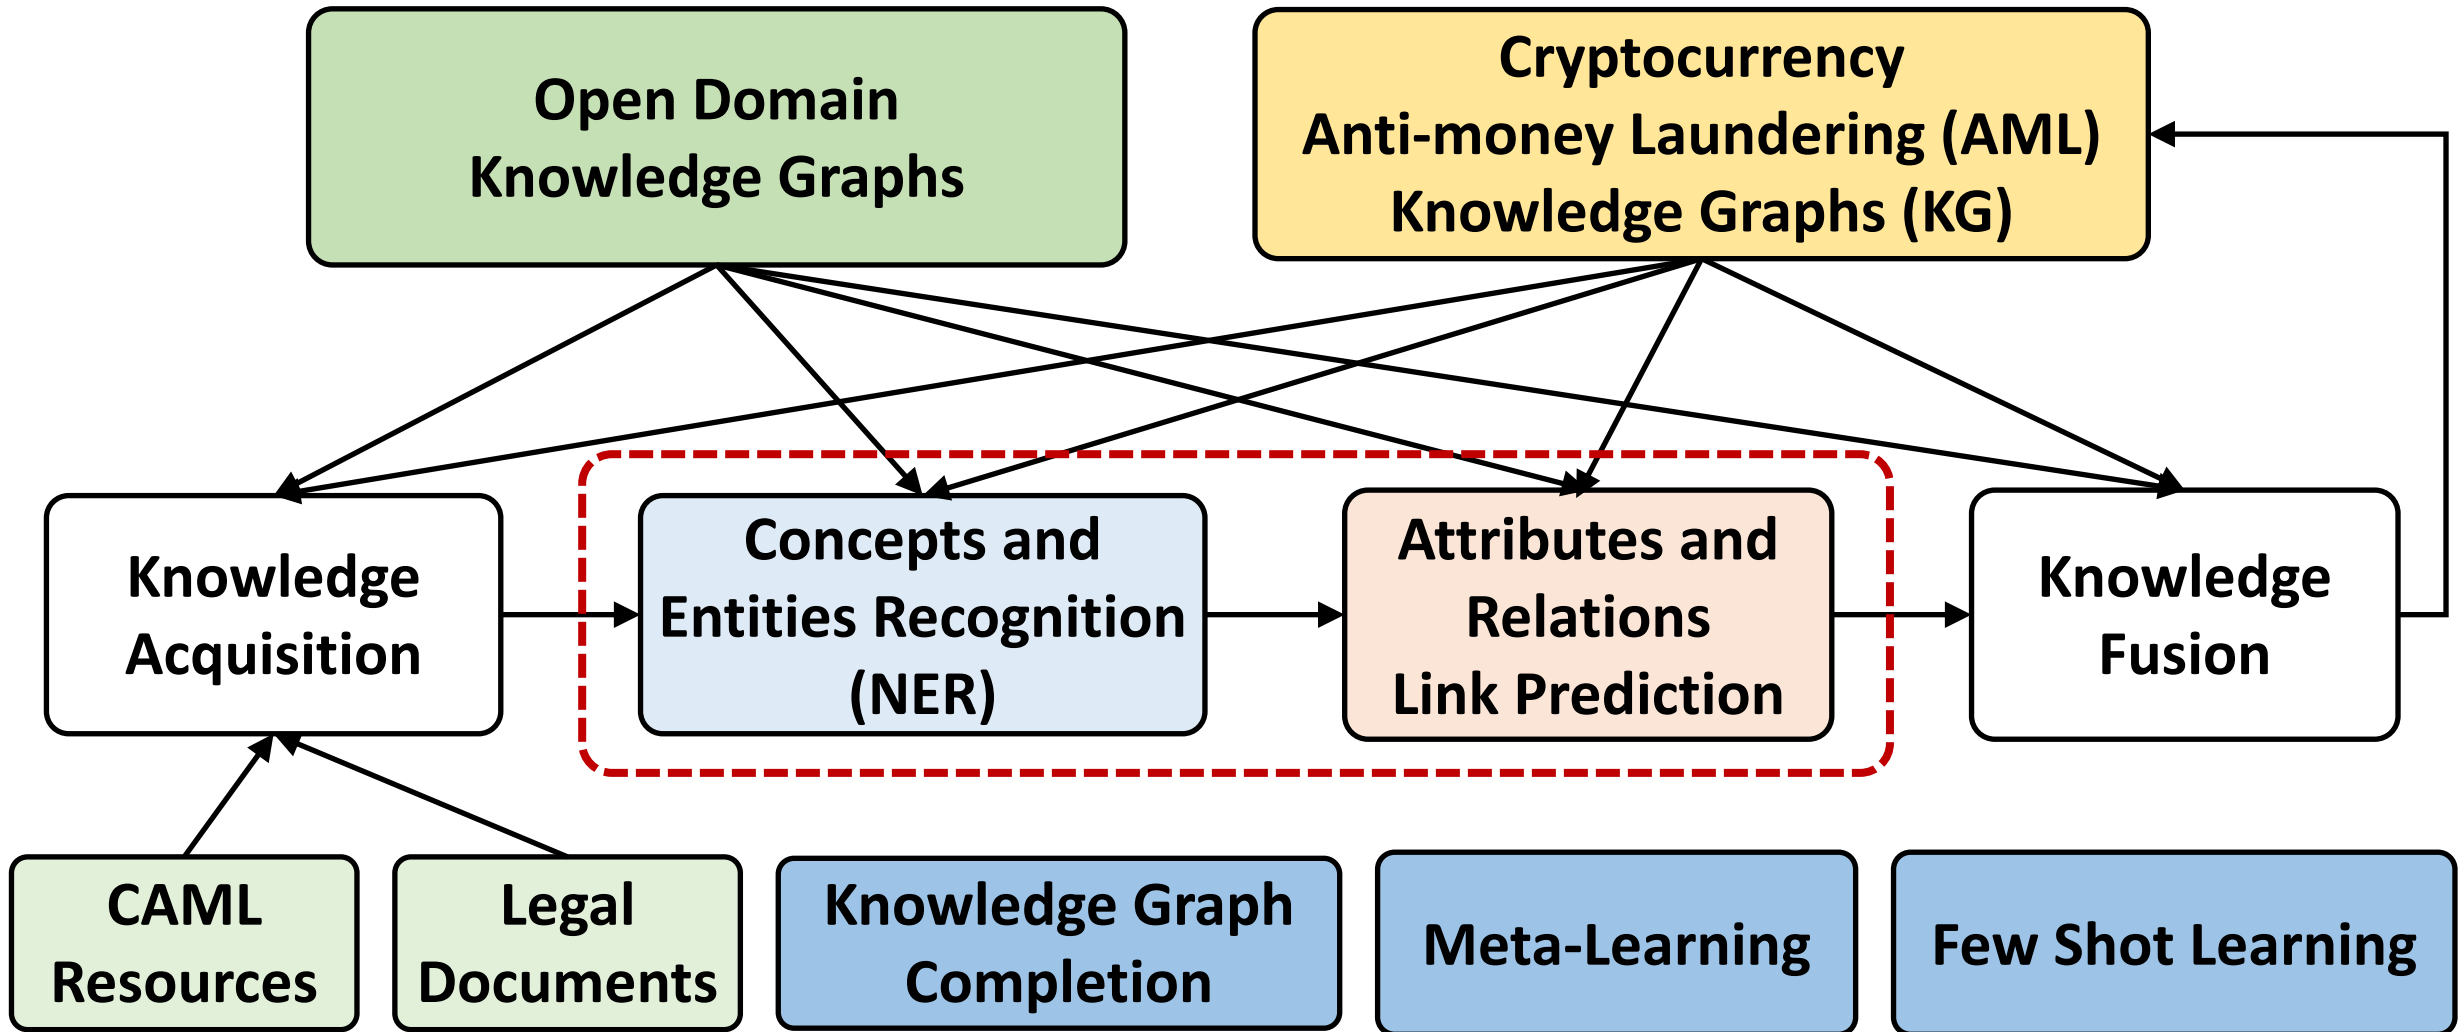 Open Domain
Knowledge Graphs
Cryptocurrency
Anti-money Laundering (AML)
Knowledge Graphs (KG)
Knowledge
Acquisition
Concepts and
Entities Recognition
(NER)
Attributes and
Relations
Link Prediction
Knowledge
Fusion
CAML
Resources
Legal
Documents
Knowledge Graph
Completion
Meta-Learning
Few Shot Learning